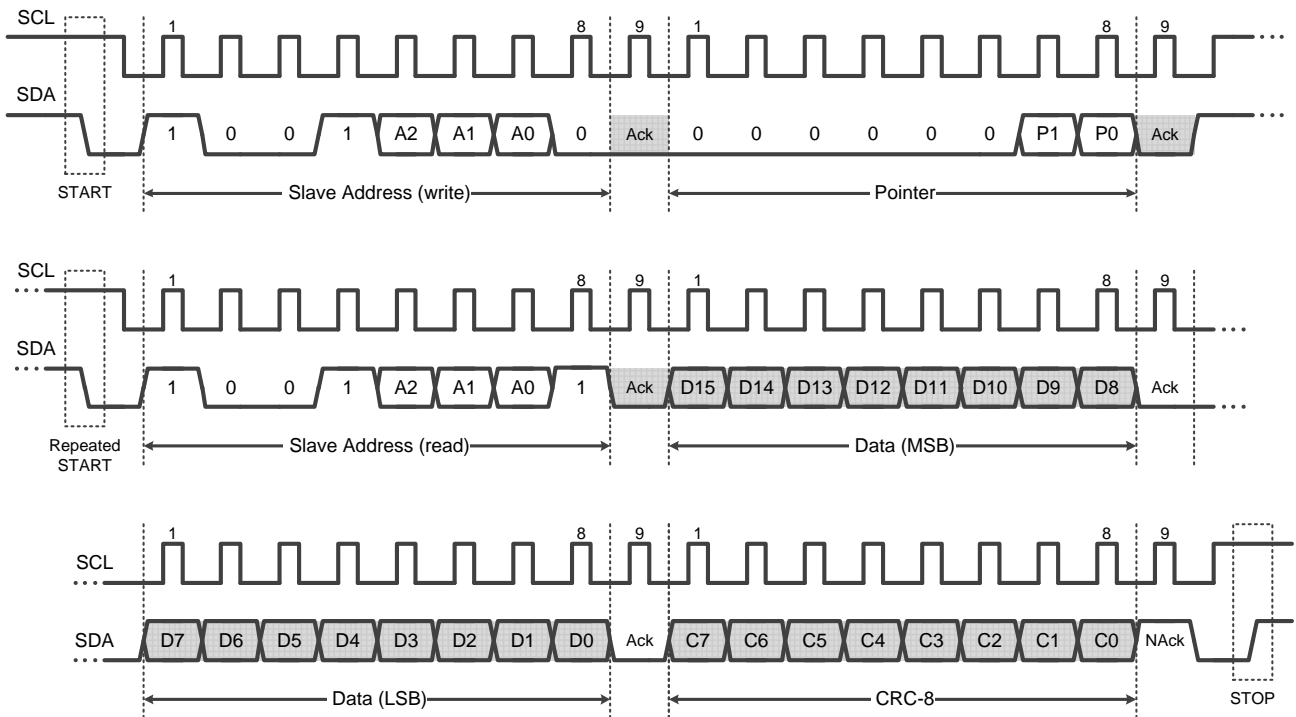 SCL
1 8 9 1 8 9
SDA
1 0 0 1 A2 A1 A0 0 Ack 0 0 0 0 0 0 P1 P0 Ack
START
Slave Address (write)
Pointer
SCL
1 8 9 1 8 9
SDA
1 0 0 1 A2 A1 A0 1 Ack D15 D14 D13 D12 D11 D10 D9 D8 Ack
Repeated
START
Slave Address (read)
Data (MSB)
1 8 9 1 8 9
SCL
SDA
D7 D6 D5 D4 D3 D2 D1 D0 Ack C7 C6 C5 C4 C3 C2 C1 C0 NAck
Data (LSB)
CRC-8
STOP